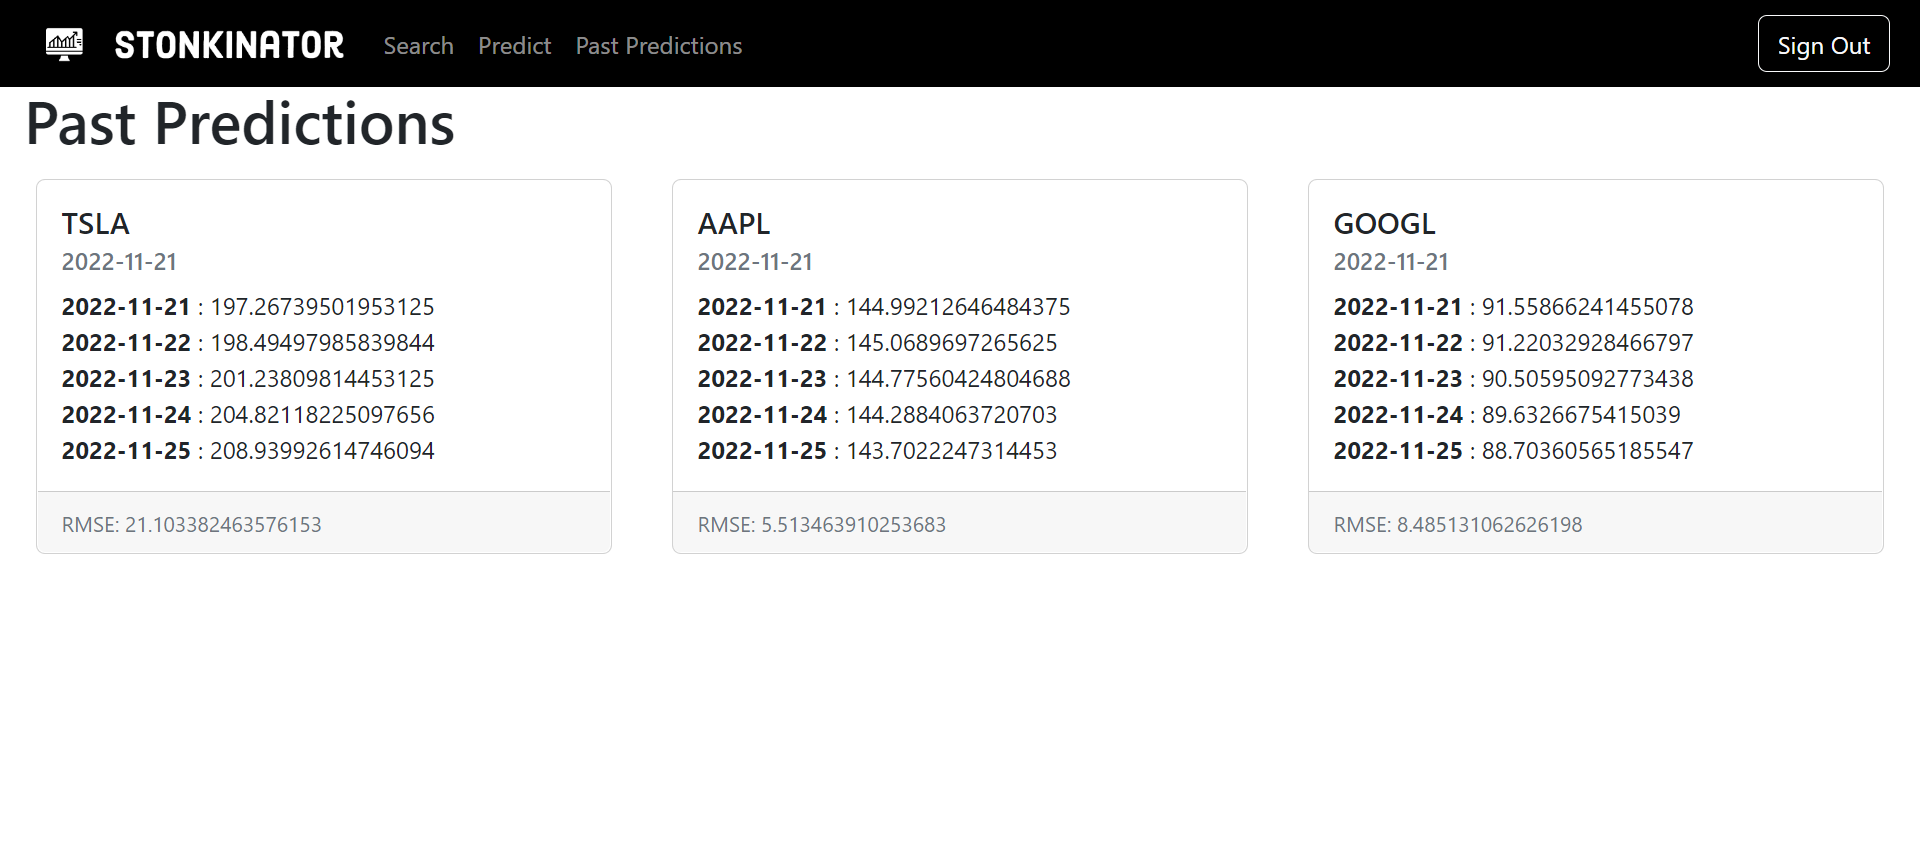 STONKINATOR Search Predict Past Predictions Sign Out
Past Predictions
TSLA
2022-11-21
2022-11-21 : 197.26739501953125
2022-11-22 : 198.49497985839844
2022-11-23 : 201.23809814453125
2022-11-24 : 204.82118225097656
2022-11-25 : 208.93992614746094
RMSE: 21.103382463576153
AAPL
2022-11-21
2022-11-21 : 144.99212646484375
2022-11-22 : 145.0689697265625
2022-11-23 : 144.77560424804688
2022-11-24 : 144.2884063720703
2022-11-25 : 143.7022247314453
RMSE: 5.513463910253683
GOOGL
2022-11-21
2022-11-21 : 91.55866241455078
2022-11-22 : 91.22032928466797
2022-11-23 : 90.50595092773438
2022-11-24 : 89.6326675415039
2022-11-25 : 88.70360565185547
RMSE: 8.485131062626198